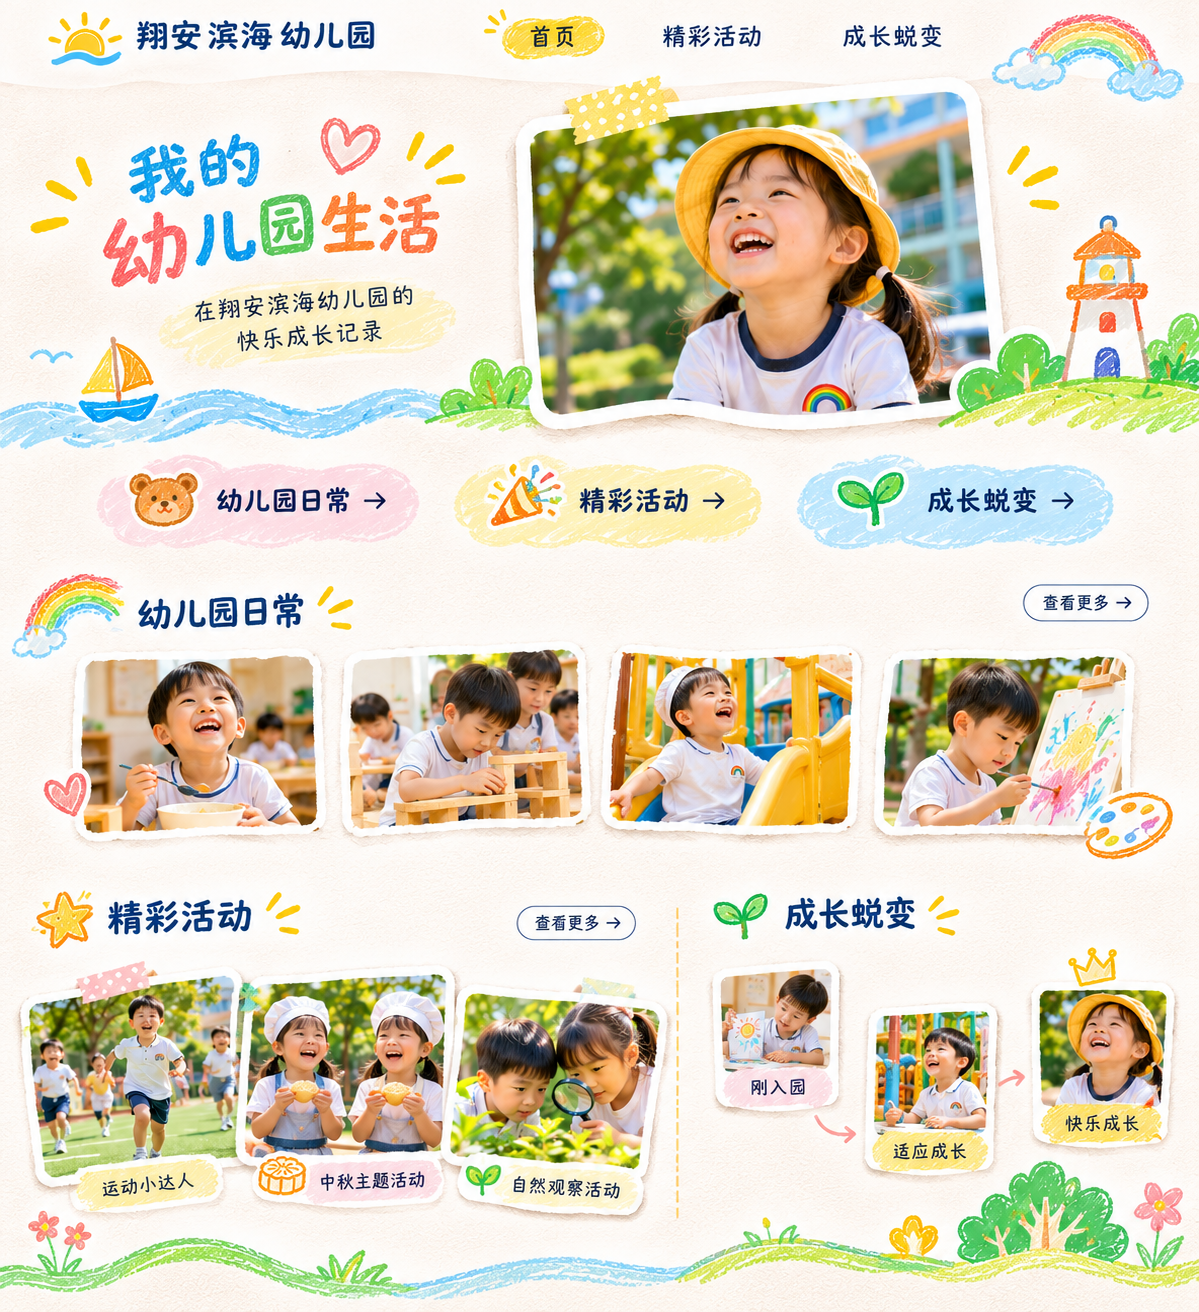 翔安滨海幼儿园
首页
精彩活动
成长蜕变
我的
幼儿园生活
在翔安滨海幼儿园的
快乐成长记录
幼儿园日常 →
精彩活动 →
成长蜕变 →
幼儿园日常
查看更多 →
精彩活动
查看更多 →
成长蜕变
运动小达人
中秋主题活动
自然观察活动
刚入园
适应成长
快乐成长